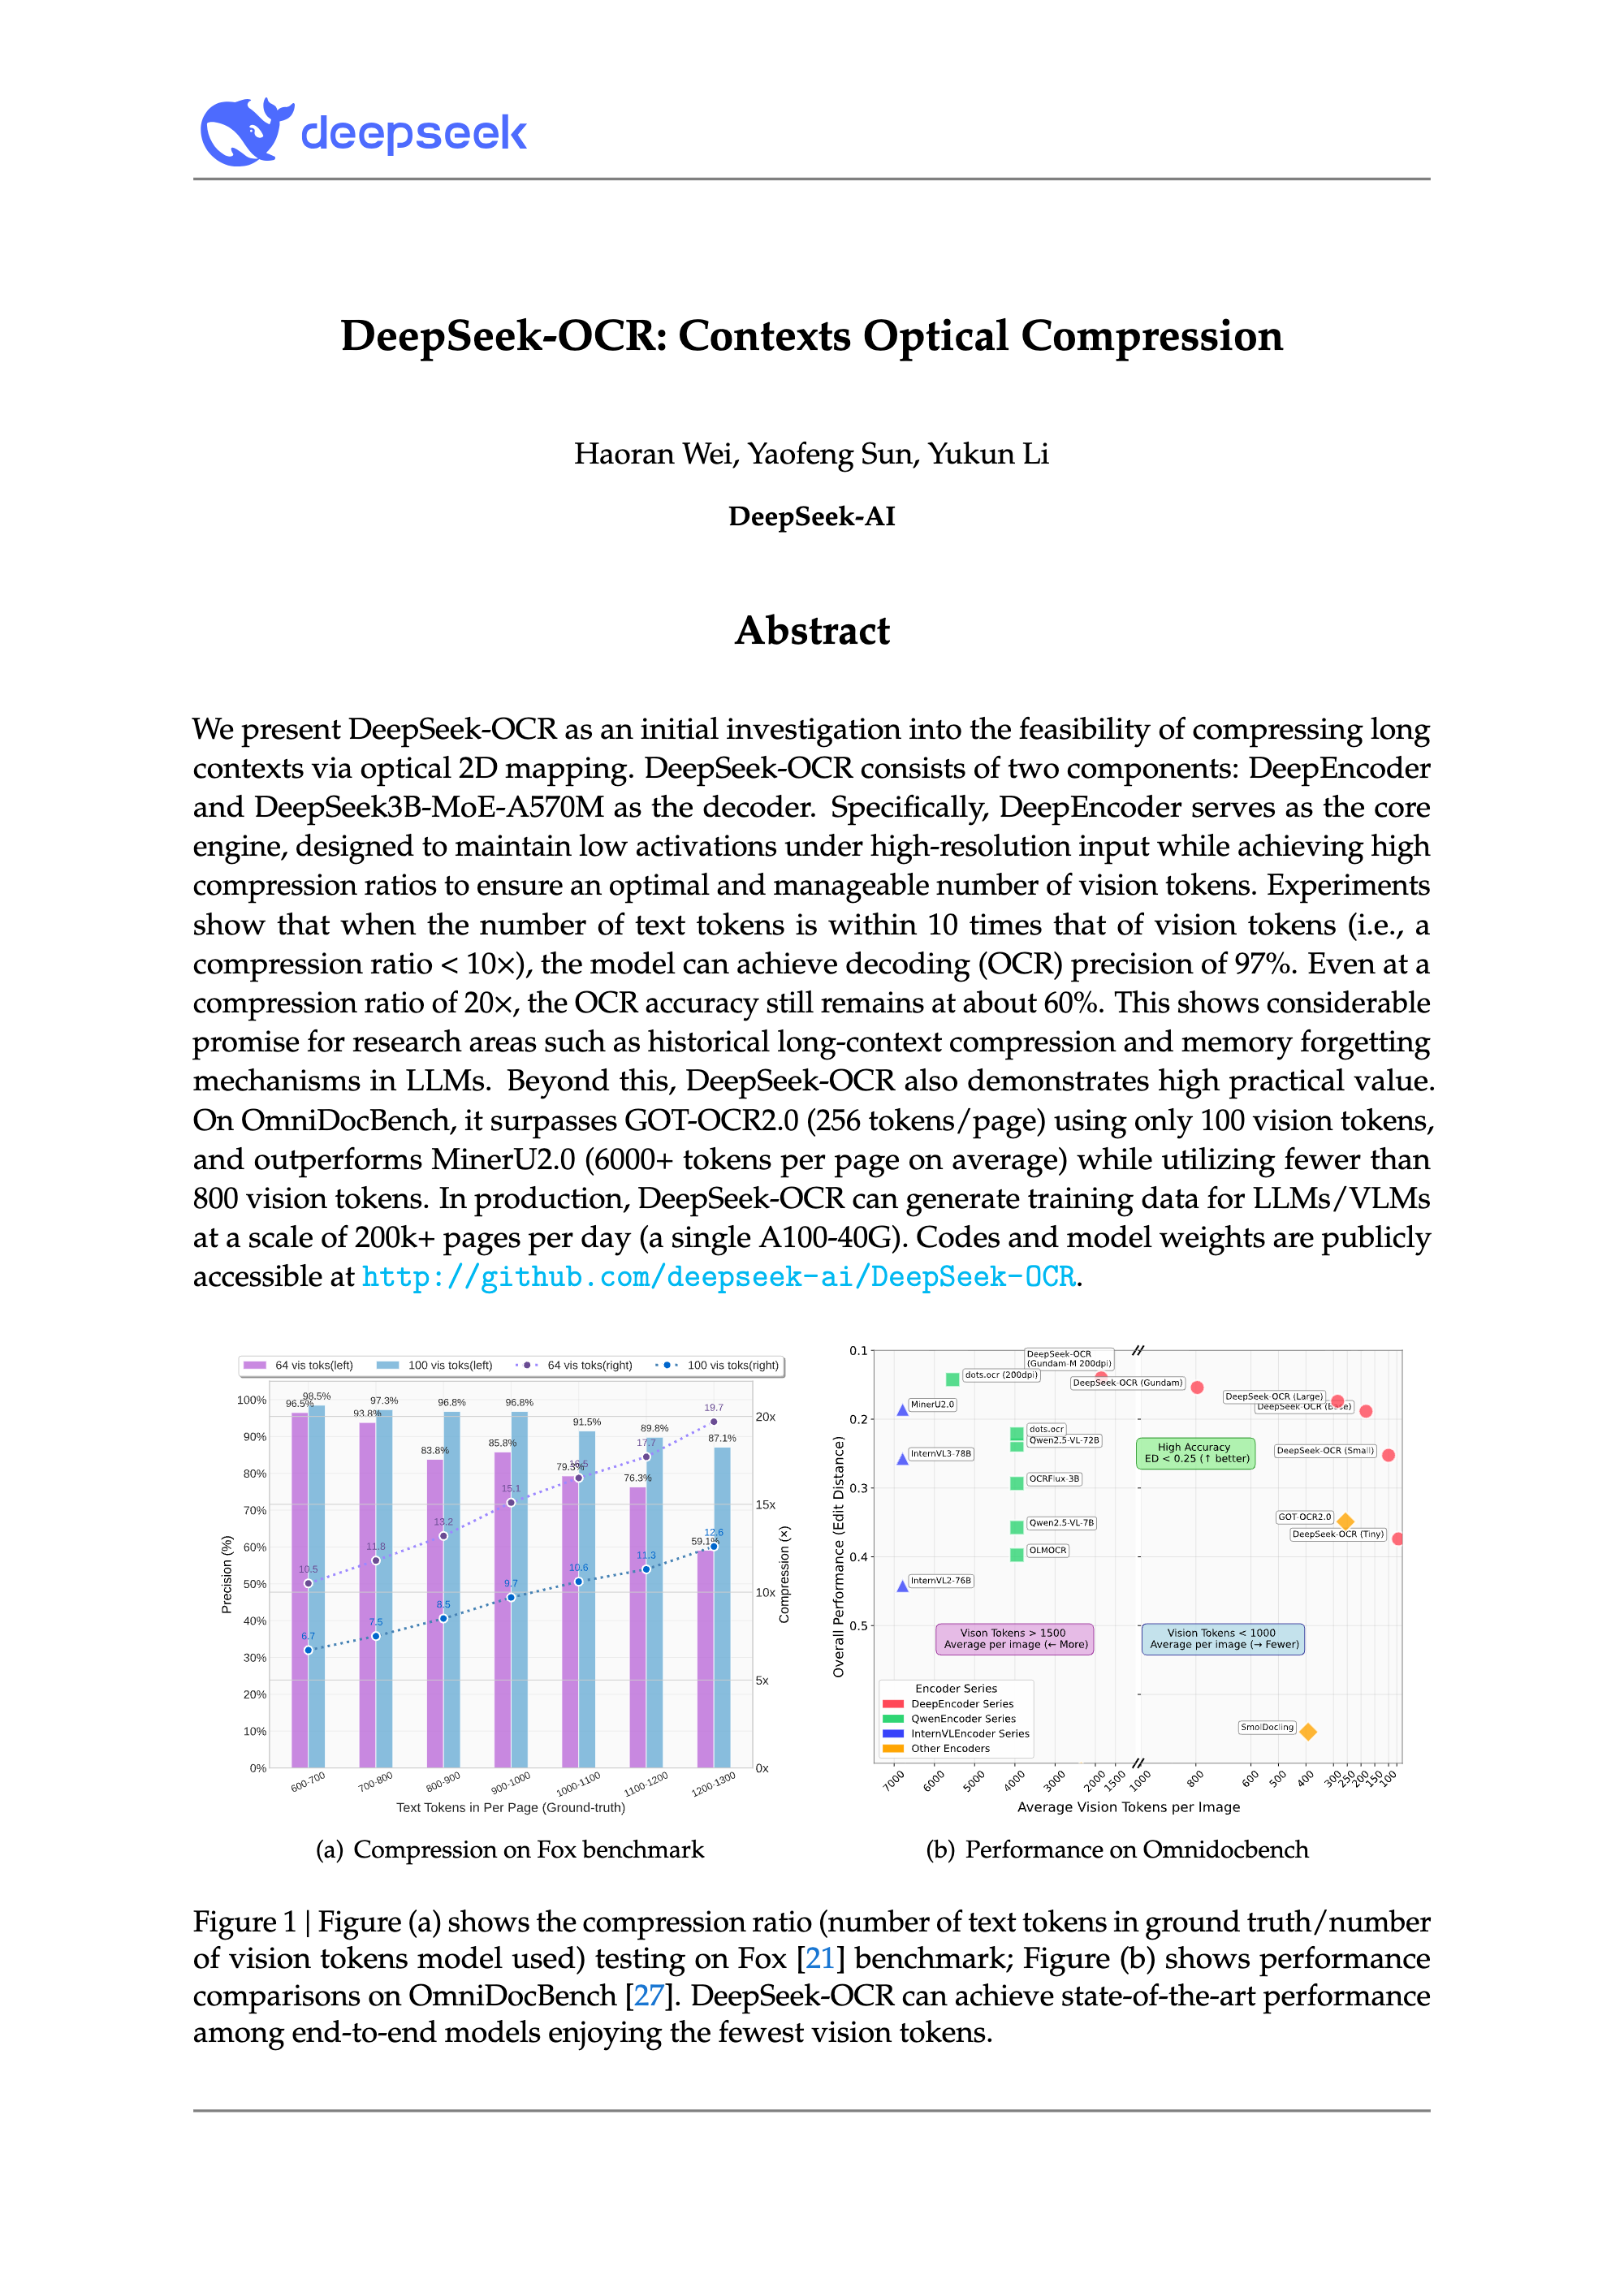 deepseek
DeepSeek-OCR: Contexts Optical Compression
Haoran Wei, Yaofeng Sun, Yukun Li
DeepSeek-AI
Abstract
We present DeepSeek-OCR as an initial investigation into the feasibility of compressing long
contexts via optical 2D mapping. DeepSeek-OCR consists of two components: DeepEncoder
and DeepSeek3B-MoE-A570M as the decoder. Specifically, DeepEncoder serves as the core
engine, designed to maintain low activations under high-resolution input while achieving high
compression ratios to ensure an optimal and manageable number of vision tokens. Experiments
show that when the number of text tokens is within 10 times that of vision tokens (i.e., a
compression ratio < 10×), the model can achieve decoding (OCR) precision of 97%. Even at a
compression ratio of 20×, the OCR accuracy still remains at about 60%. This shows considerable
promise for research areas such as historical long-context compression and memory forgetting
mechanisms in LLMs. Beyond this, DeepSeek-OCR also demonstrates high practical value.
On OmniDocBench, it surpasses GOT-OCR2.0 (256 tokens/page) using only 100 vision tokens,
and outperforms MinerU2.0 (6000+ tokens per page on average) while utilizing fewer than
800 vision tokens. In production, DeepSeek-OCR can generate training data for LLMs/VLMs
at a scale of 200k+ pages per day (a single A100-40G). Codes and model weights are publicly
accessible at http://github.com/deepseek-ai/DeepSeek-OCR.
64 vis toks(left) 100 vis toks(left) 64 vis toks(right) 100 vis toks(right)
Precision (%)
100%
90%
80%
70%
60%
50%
40%
30%
20%
10%
0%
96.5% 98.5% 93.8% 97.3% 83.8% 96.8% 85.8% 96.8% 79.3% 91.5% 76.3% 89.8% 59.1% 87.1%
10.5 11.8 13.2 15.1 16.5 17.7 19.7
6.7 7.5 8.5 9.7 10.6 11.3 12.6
20x
15x
10x
5x
0x
Compression (×)
600-700 700-800 800-900 900-1000 1000-1100 1100-1200 1200-1300
Text Tokens in Per Page (Ground-truth)
(a) Compression on Fox benchmark
Overall Performance (Edit Distance)
0.1
0.2
0.3
0.4
0.5
DeepSeek-OCR
(Gundam-M 200dpi)
dots.ocr (200dpi)
DeepSeek-OCR (Gundam)
DeepSeek-OCR (Large)
DeepSeek-OCR (Base)
MinerU2.0
dots.ocr
Qwen2.5-VL-72B
High Accuracy
ED < 0.25 (↑ better)
InternVL3-78B
DeepSeek-OCR (Small)
OCRFlux-3B
GOT-OCR2.0
Qwen2.5-VL-7B
DeepSeek-OCR (Tiny)
OLMOCR
InternVL2-76B
Vison Tokens > 1500
Average per image (← More)
Vision Tokens < 1000
Average per image (→ Fewer)
Encoder Series
DeepEncoder Series
QwenEncoder Series
InternVLEncoder Series
Other Encoders
SmolDocling
7000 6000 5000 4000 3000 2000 1500 1000 800 600 500 400 300 250 200 150 100
Average Vision Tokens per Image
(b) Performance on Omnidocbench
Figure 1 | Figure (a) shows the compression ratio (number of text tokens in ground truth/number
of vision tokens model used) testing on Fox [21] benchmark; Figure (b) shows performance
comparisons on OmniDocBench [27]. DeepSeek-OCR can achieve state-of-the-art performance
among end-to-end models enjoying the fewest vision tokens.